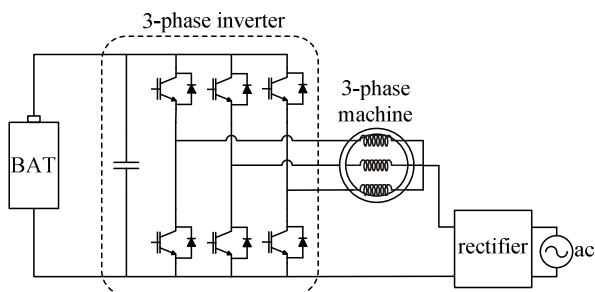 3-phase inverter
3-phase
machine
BAT
rectifier
ac